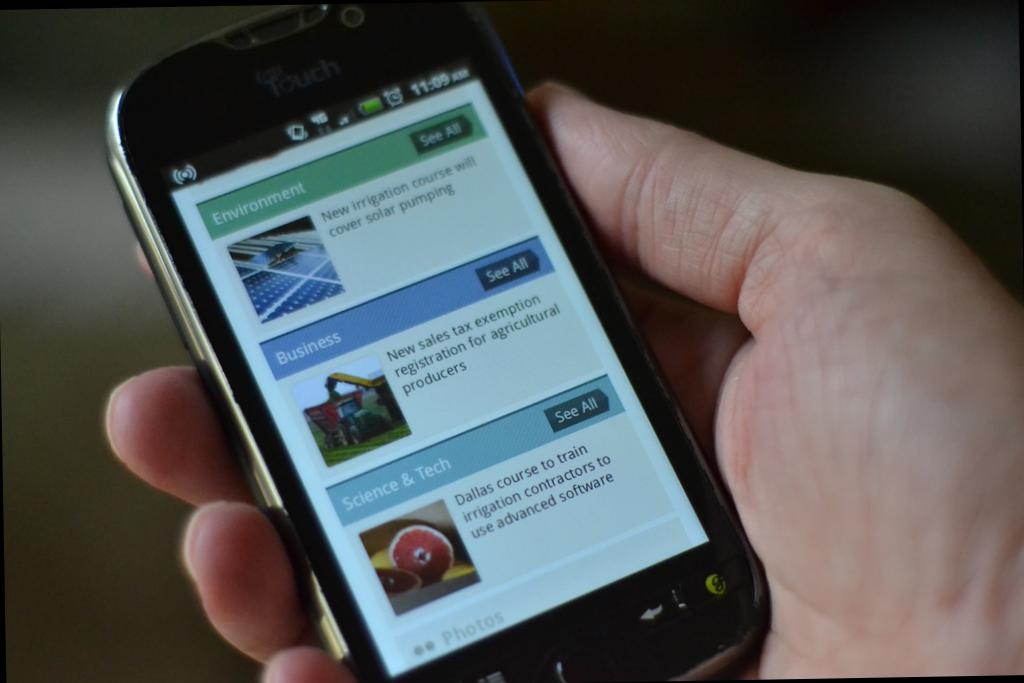 Touch
11:09 AM
Environment
See All
New irrigation course will
cover solar pumping
Business
See All
New sales tax exemption
registration for agricultural
producers
Science & Tech
See All
Dallas course to train
irrigation contractors to
use advanced software
Photos